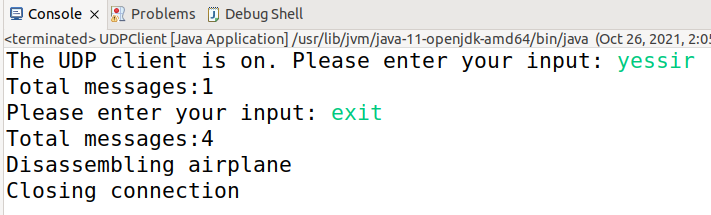 Console Problems Debug Shell
<terminated> UDPClient [Java Application] /usr/lib/jvm/java-11-openjdk-amd64/bin/java (Oct 26, 2021, 2:05
The UDP client is on. Please enter your input: yessir
Total messages:1
Please enter your input: exit
Total messages:4
Disassembling airplane
Closing connection